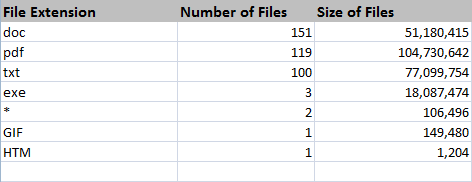 File Extension Number of Files Size of Files
doc 151 51,180,415
pdf 119 104,730,642
txt 100 77,099,754
exe 3 18,087,474
* 2 106,496
GIF 1 149,480
HTM 1 1,204